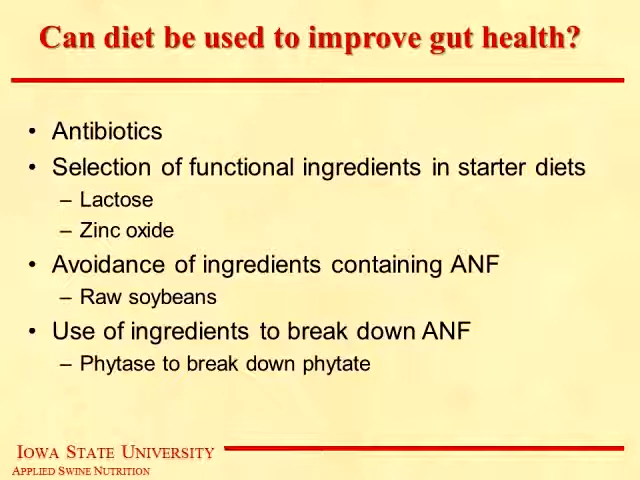 Can diet be used to improve gut health?
• Antibiotics
• Selection of functional ingredients in starter diets
– Lactose
– Zinc oxide
• Avoidance of ingredients containing ANF
– Raw soybeans
• Use of ingredients to break down ANF
– Phytase to break down phytate
IOWA STATE UNIVERSITY
APPLIED SWINE NUTRITION